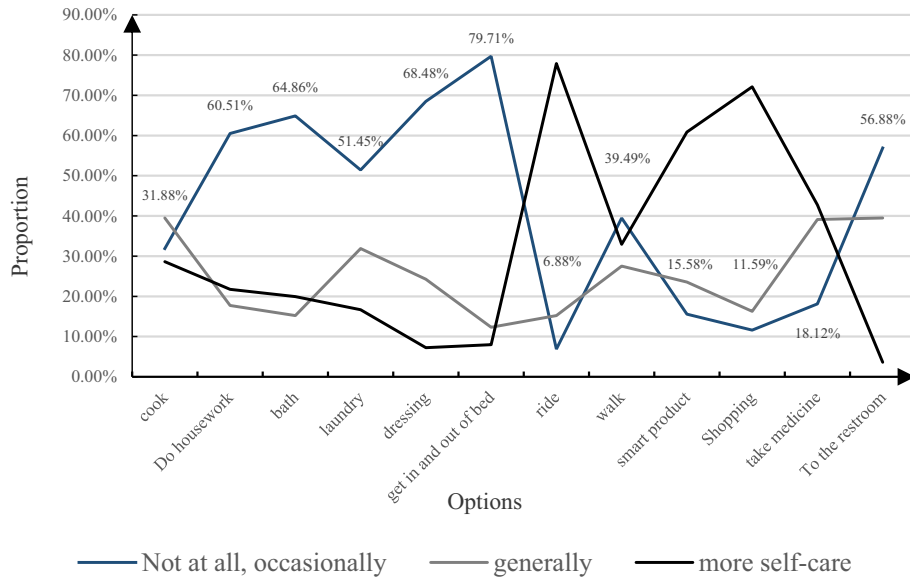 90.00%
80.00%
70.00%
60.00%
50.00%
40.00%
30.00%
20.00%
10.00%
0.00%
Proportion
31.88%
60.51%
64.86%
51.45%
68.48%
79.71%
6.88%
39.49%
15.58%
11.59%
18.12%
56.88%
cook
Do housework
bath
laundry
dressing
get in and out of bed
ride
walk
smart product
Shopping
take medicine
To the restroom
Options
Not at all, occasionally
generally
more self-care